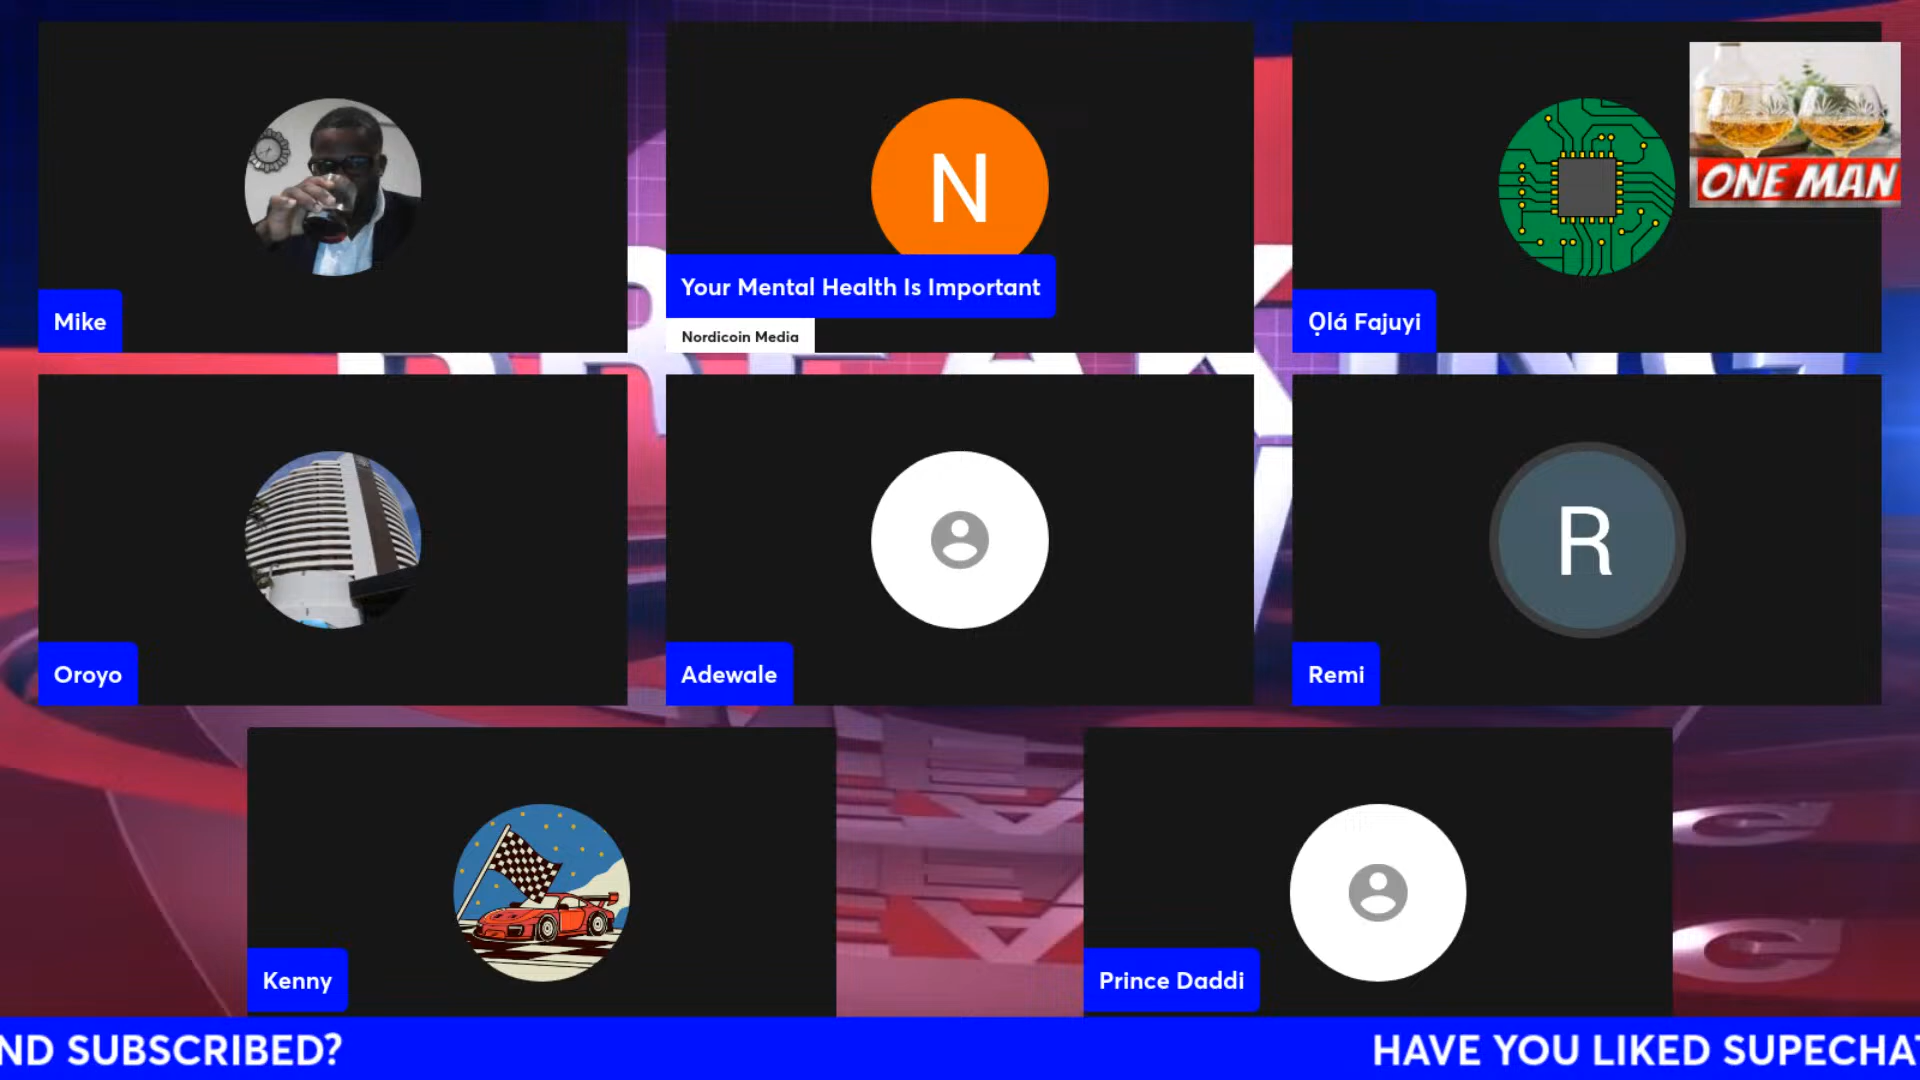 N
ONE MAN
Your Mental Health Is Important
Nordicoin Media
Mike
Ọlá Fajuyi
R
Oroyo
Adewale
Remi
Kenny
Prince Daddi
ND SUBSCRIBED?
HAVE YOU LIKED SUPECHAT